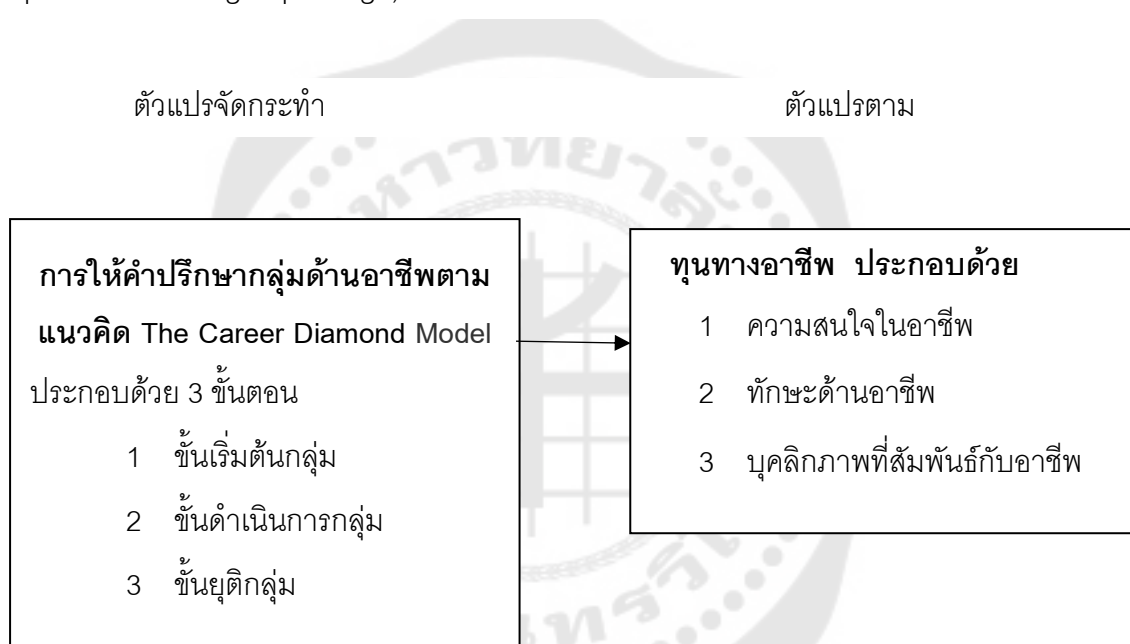 ตัวแปรจัดกระทำ
ตัวแปรตาม
การให้คำปรึกษากลุ่มด้านอาชีพตาม
แนวคิด The Career Diamond Model
ประกอบด้วย 3 ขั้นตอน
1 ขั้นเริ่มต้นกลุ่ม
2 ขั้นดำเนินการกลุ่ม
3 ขั้นยุติกลุ่ม
ทุนทางอาชีพ ประกอบด้วย
1 ความสนใจในอาชีพ
2 ทักษะด้านอาชีพ
3 บุคลิกภาพที่สัมพันธ์กับอาชีพ